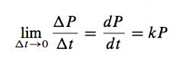 lim Δt→0 ΔP/Δt = dP/dt = kP